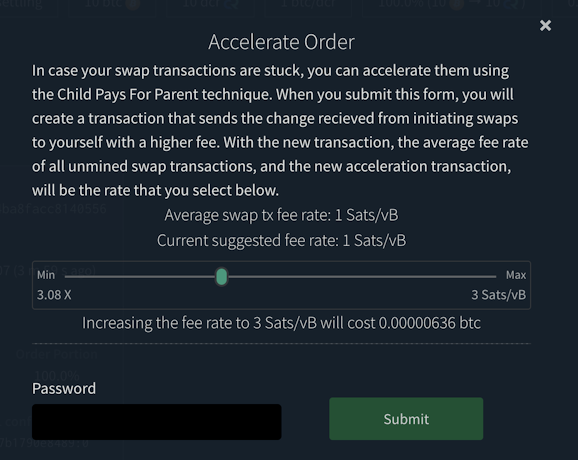 Accelerate Order
In case your swap transactions are stuck, you can accelerate them using
the Child Pays For Parent technique. When you submit this form, you will
create a transaction that sends the change recieved from initiating swaps
to yourself with a higher fee. With the new transaction, the average fee rate
of all unmined swap transactions, and the new acceleration transaction,
will be the rate that you select below.
Average swap tx fee rate: 1 Sats/vB
Current suggested fee rate: 1 Sats/vB
Min Max
3.08 X 3 Sats/vB
Increasing the fee rate to 3 Sats/vB will cost 0.00000636 btc
Password
Submit